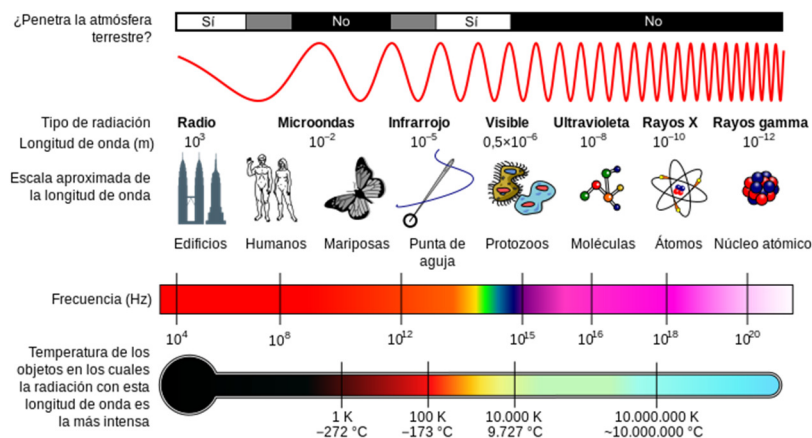 ¿Penetra la atmósfera
terrestre?
Sí No Sí No
Tipo de radiación Radio Microondas Infrarrojo Visible Ultravioleta Rayos X Rayos gamma
Longitud de onda (m) 10³ 10⁻² 10⁻⁵ 0,5×10⁻⁶ 10⁻⁸ 10⁻¹⁰ 10⁻¹²
Escala aproximada de
la longitud de onda
Edificios Humanos Mariposas Punta de
aguja Protozoos Moléculas Átomos Núcleo atómico
Frecuencia (Hz)
10⁴ 10⁸ 10¹² 10¹⁵ 10¹⁶ 10¹⁸ 10²⁰
Temperatura de los
objetos en los cuales
la radiación con esta
longitud de onda es
la más intensa
1 K 100 K 10.000 K 10.000.000 K
−272 °C −173 °C 9.727 °C ~10.000.000 °C